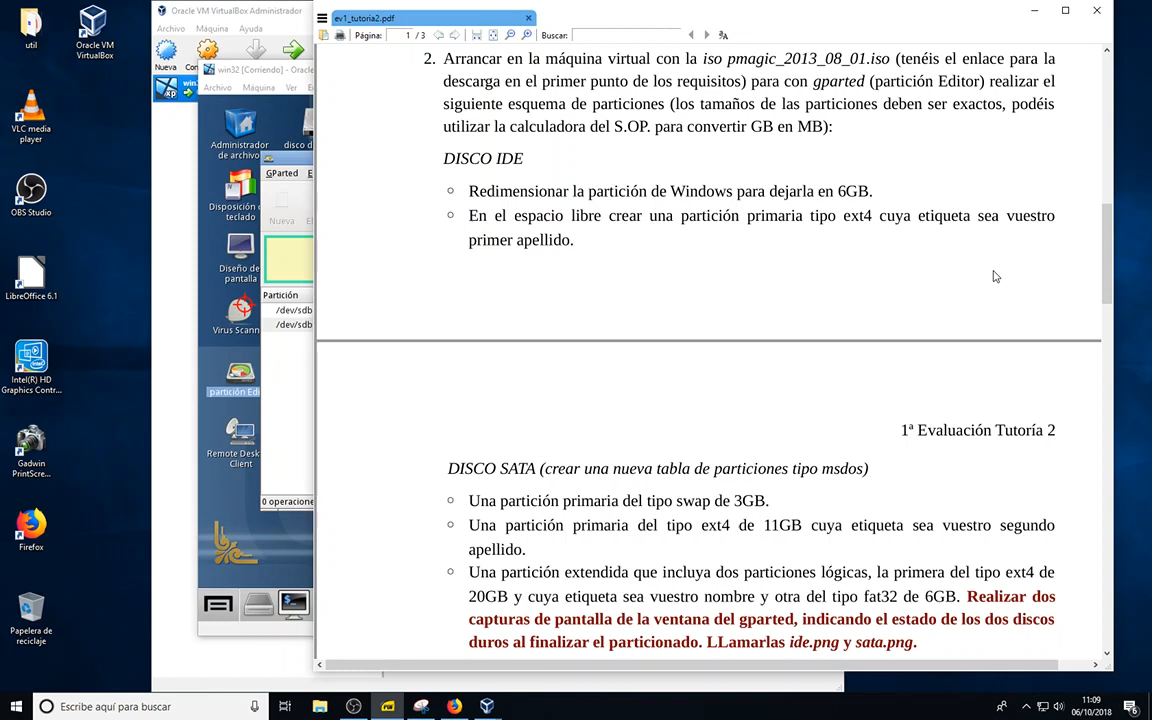 util
Oracle VM
VirtualBox
VLC media
player
OBS Studio
LibreOffice 6.1
Intel(R) HD
Graphics Contr...
Gadwin
PrintScre...
Firefox
Papelera de
reciclaje
Oracle VM VirtualBox Administrador
Archivo Máquina Ayuda
Nueva
win32 [Corriendo] - Oracle
Archivo Máquina Ver
Administrador
de archivo
disco d
Disposición
teclado
Diseño de
pantalla
Virus Scann
partición Edi
Remote Desk
Client
GParted
Nueva
Partición
/dev/sdb
/dev/sdb
0 operacione
ev1_tutoria2.pdf
Página: 1 / 3 Buscar:
2. Arrancar en la máquina virtual con la iso pmagic_2013_08_01.iso (tenéis el enlace para la
descarga en el primer punto de los requisitos) para con gparted (partición Editor) realizar el
siguiente esquema de particiones (los tamaños de las particiones deben ser exactos, podéis
utilizar la calculadora del S.OP. para convertir GB en MB):
DISCO IDE
◦ Redimensionar la partición de Windows para dejarla en 6GB.
◦ En el espacio libre crear una partición primaria tipo ext4 cuya etiqueta sea vuestro
primer apellido.
1ª Evaluación Tutoría 2
DISCO SATA (crear una nueva tabla de particiones tipo msdos)
◦ Una partición primaria del tipo swap de 3GB.
◦ Una partición primaria del tipo ext4 de 11GB cuya etiqueta sea vuestro segundo
apellido.
◦ Una partición extendida que incluya dos particiones lógicas, la primera del tipo ext4 de
20GB y cuya etiqueta sea vuestro nombre y otra del tipo fat32 de 6GB. Realizar dos
capturas de pantalla de la ventana del gparted, indicando el estado de los dos discos
duros al finalizar el particionado. LLamarlas ide.png y sata.png.
Escribe aquí para buscar
11:09
06/10/2018